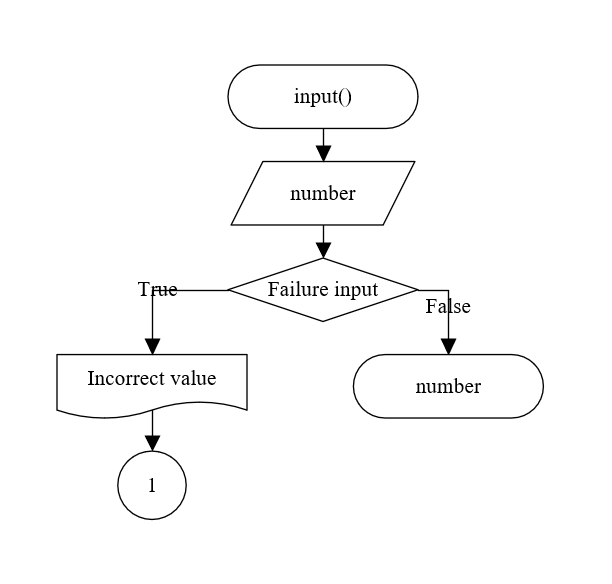 input()
number
Failure input
True
False
Incorrect value
number
1